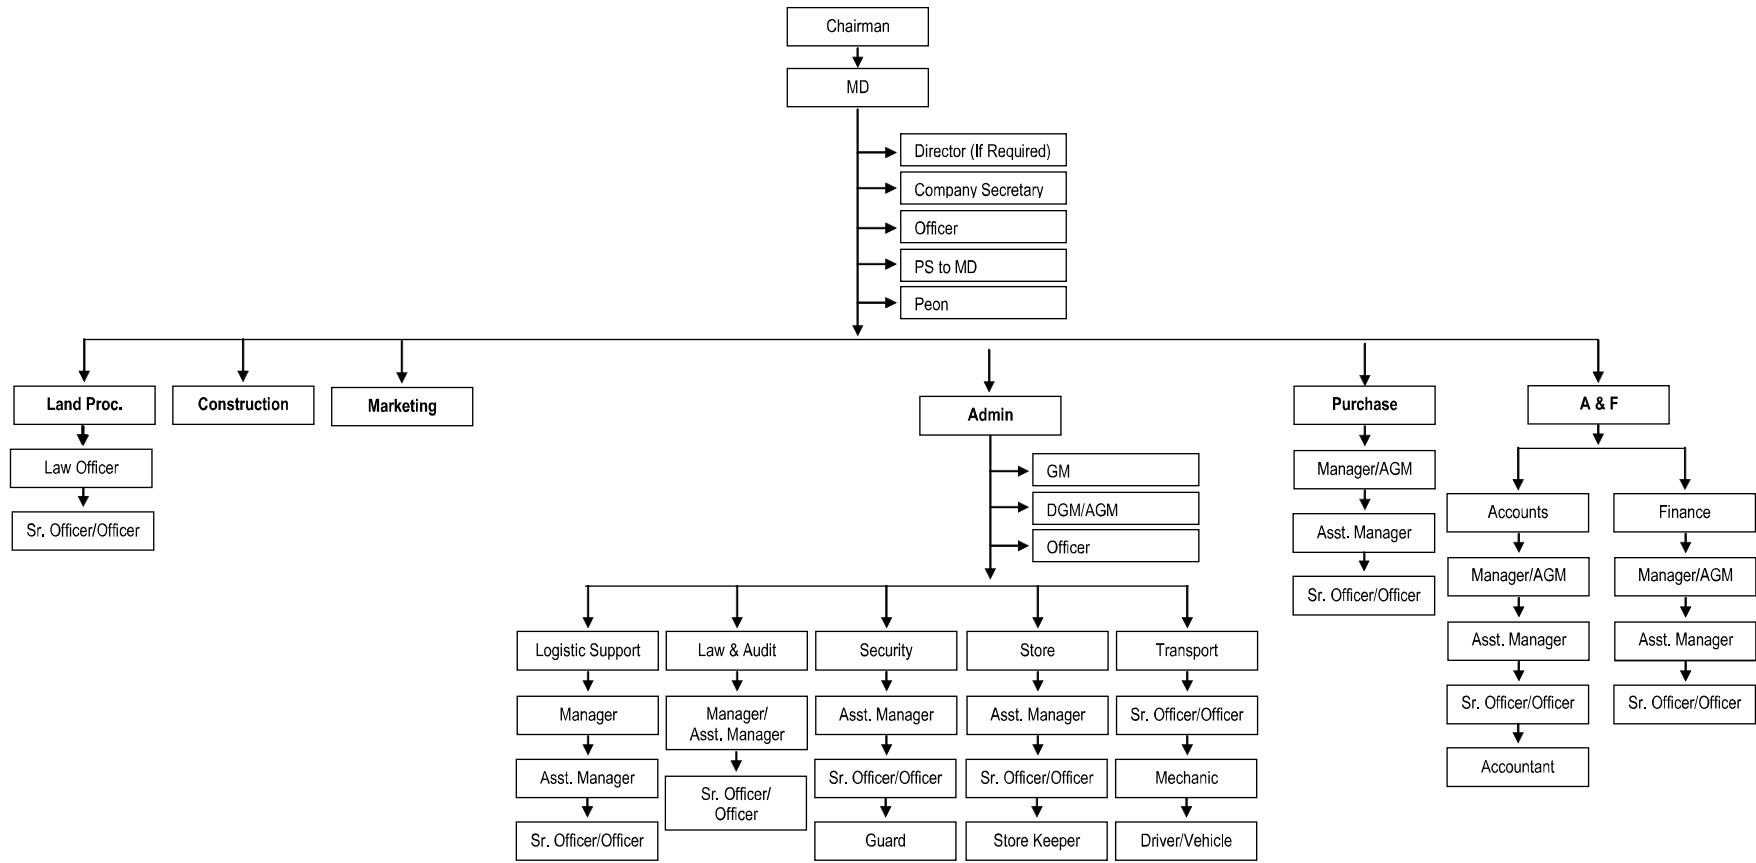 Chairman
MD
Director (If Required)
Company Secretary
Officer
PS to MD
Peon
Land Proc.
Construction
Marketing
Admin
Purchase
A & F
Law Officer
Sr. Officer/Officer
GM
DGM/AGM
Officer
Manager/AGM
Asst. Manager
Sr. Officer/Officer
Accounts
Manager/AGM
Asst. Manager
Sr. Officer/Officer
Accountant
Finance
Manager/AGM
Asst. Manager
Sr. Officer/Officer
Logistic Support
Manager
Asst. Manager
Sr. Officer/Officer
Law & Audit
Manager/
Asst. Manager
Sr. Officer/
Officer
Security
Asst. Manager
Sr. Officer/Officer
Guard
Store
Asst. Manager
Sr. Officer/Officer
Store Keeper
Transport
Sr. Officer/Officer
Mechanic
Driver/Vehicle